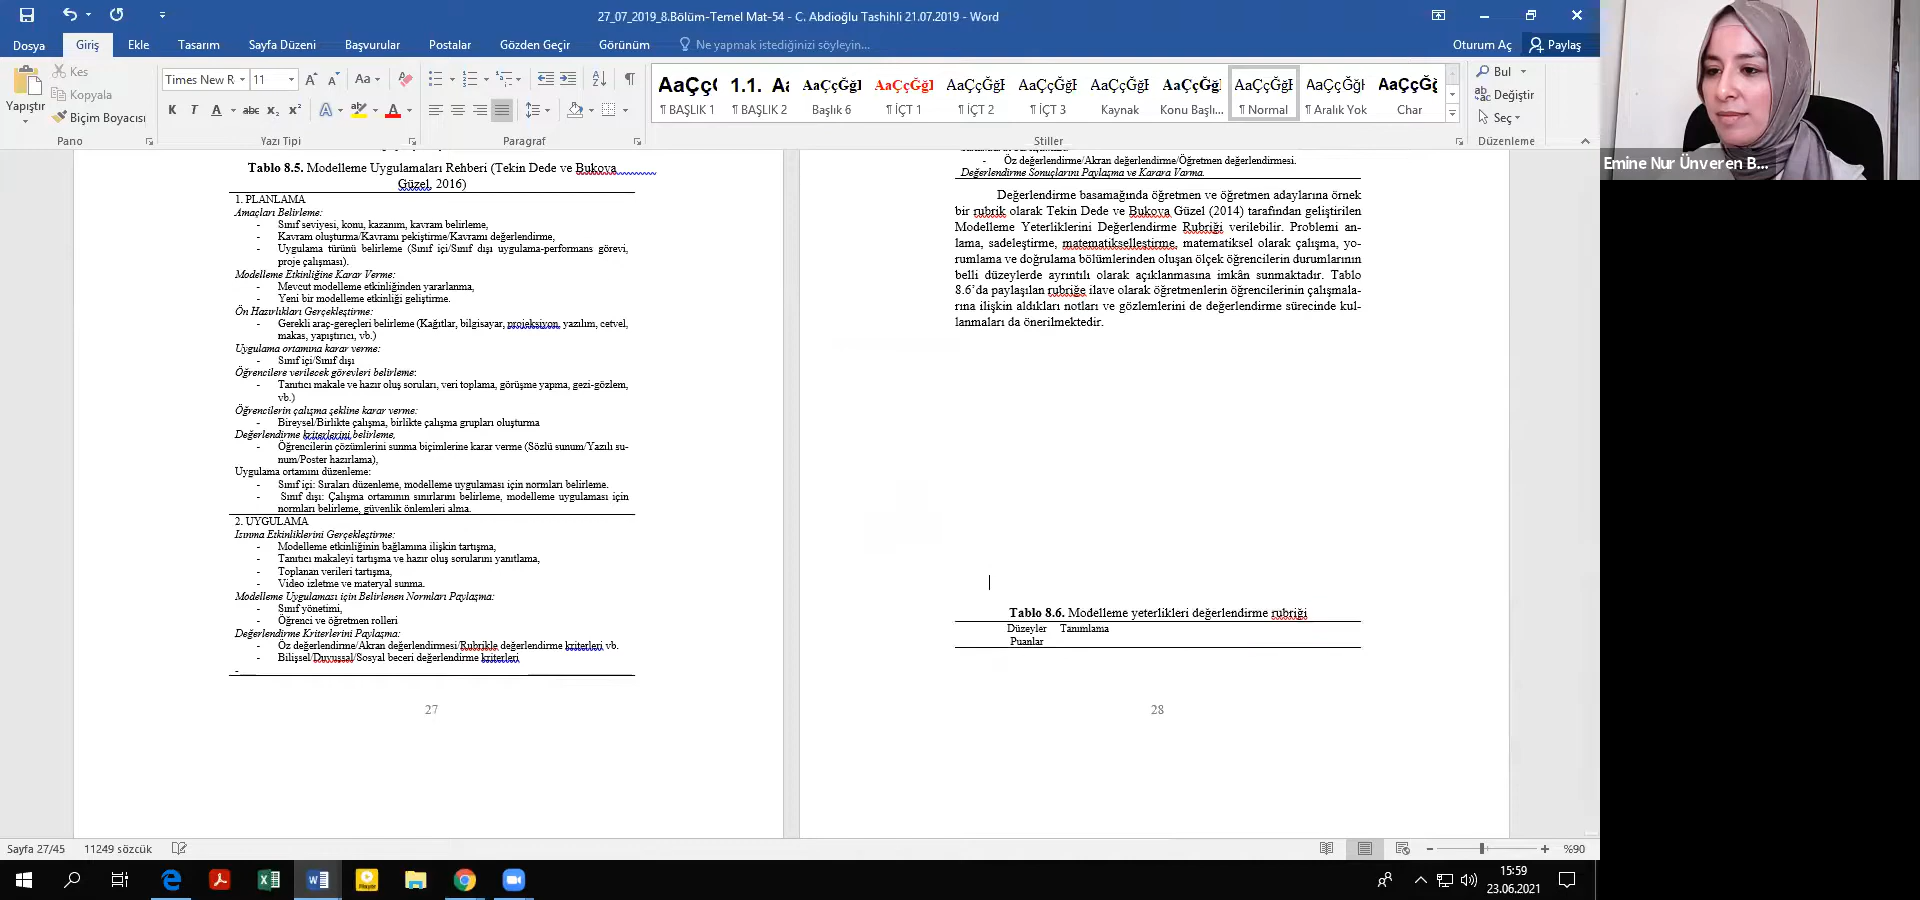 27_07_2019_8.Bölüm-Temel Mat-54 - C. Abdioğlu Tashihli 21.07.2019 - Word
Dosya Giriş Ekle Tasarım Sayfa Düzeni Başvurular Postalar Gözden Geçir Görünüm Ne yapmak istediğinizi söyleyin... Oturum Aç Paylaş
Yapıştır
Kes
Kopyala
Biçim Boyacısı
Times New R 11
K T A abc x₂ x²
AaÇçĞ 1.1. Aa AaÇçĞğI AaÇçĞğI AaÇçĞğI AaÇçĞğI AaÇçĞğI AaÇçĞğI AaÇçĞğI AaÇçĞğI AaÇçĞğ
¶ BAŞLIK 1 ¶ BAŞLIK 2 Başlık 6 ¶ İÇT 1 ¶ İÇT 2 ¶ İÇT 3 Kaynak Konu Başlı... ¶ Normal ¶ Aralık Yok Char
Bul
Değiştir
Seç
Pano Yazı Tipi Paragraf Stiller Düzenleme
Tablo 8.5. Modelleme Uygulamaları Rehberi (Tekin Dede ve Bukova
Güzel, 2016)
1. PLANLAMA
Amaçları Belirleme:
- Sınıf seviyesi, konu, kazanım, kavram belirleme,
- Kavram oluşturma/Kavramı pekiştirme/Kavramı değerlendirme,
- Uygulama türünü belirleme (Sınıf içi/Sınıf dışı uygulama-performans görevi,
proje çalışması).
Modelleme Etkinliğine Karar Verme:
- Mevcut modelleme etkinliğinden yararlanma,
- Yeni bir modelleme etkinliği geliştirme.
Ön Hazırlıkları Gerçekleştirme:
- Gerekli araç-gereçleri belirleme (Kağıtlar, bilgisayar, projeksiyon, yazılım, cetvel,
makas, yapıştırıcı, vb.)
Uygulama ortamına karar verme:
- Sınıf içi/Sınıf dışı
Öğrencilere verilecek görevleri belirleme:
- Tanıtıcı makale ve hazır oluş soruları, veri toplama, görüşme yapma, gezi-gözlem,
vb.)
Öğrencilerin çalışma şekline karar verme:
- Bireysel/Birlikte çalışma, birlikte çalışma grupları oluşturma
Değerlendirme kriterlerini belirleme,
- Öğrencilerin çözümlerini sunma biçimlerine karar verme (Sözlü sunum/Yazılı su-
num/Poster hazırlama),
Uygulama ortamını düzenleme:
- Sınıf içi: Sıraları düzenleme, modelleme uygulaması için normları belirleme.
- Sınıf dışı: Çalışma ortamının sınırlarını belirleme, modelleme uygulaması için
normları belirleme, güvenlik önlemleri alma.
2. UYGULAMA
Isınma Etkinliklerini Gerçekleştirme:
- Modelleme etkinliğinin bağlamına ilişkin tartışma,
- Tanıtıcı makaleyi tartışma ve hazır oluş sorularını yanıtlama,
- Toplanan verileri tartışma,
- Video izletme ve materyal sunma.
Modelleme Uygulaması için Belirlenen Normları Paylaşma:
- Sınıf yönetimi,
- Öğrenci ve öğretmen rolleri
Değerlendirme Kriterlerini Paylaşma:
- Öz değerlendirme/Akran değerlendirmesi/Rubrikle değerlendirme kriterleri vb.
- Bilişsel/Duyuşsal/Sosyal beceri değerlendirme kriterleri
-
27
- Öz değerlendirme/Akran değerlendirme/Öğretmen değerlendirmesi.
Değerlendirme Sonuçlarını Paylaşma ve Karara Varma.
Değerlendirme basamağında öğretmen ve öğretmen adaylarına örnek
bir rubrik olarak Tekin Dede ve Bukova Güzel (2014) tarafından geliştirilen
Modelleme Yeterliklerini Değerlendirme Rubriği verilebilir. Problemi an-
lama, sadeleştirme, matematikselleştirme, matematiksel olarak çalışma, yo-
rumlama ve doğrulama bölümlerinden oluşan ölçek öğrencilerin durumlarının
belli düzeylerde ayrıntılı olarak açıklanmasına imkân sunmaktadır. Tablo
8.6’da paylaşılan rubriğe ilave olarak öğretmenlerin öğrencilerinin çalışmala-
rına ilişkin aldıkları notları ve gözlemlerini de değerlendirme sürecinde kul-
lanmaları da önerilmektedir.
Tablo 8.6. Modelleme yeterlikleri değerlendirme rubriği
Düzeyler Tanımlama
Puanlar
28
Emine Nur Ünveren B...
Sayfa 27/45 11249 sözcük %90
15:59
23.06.2021